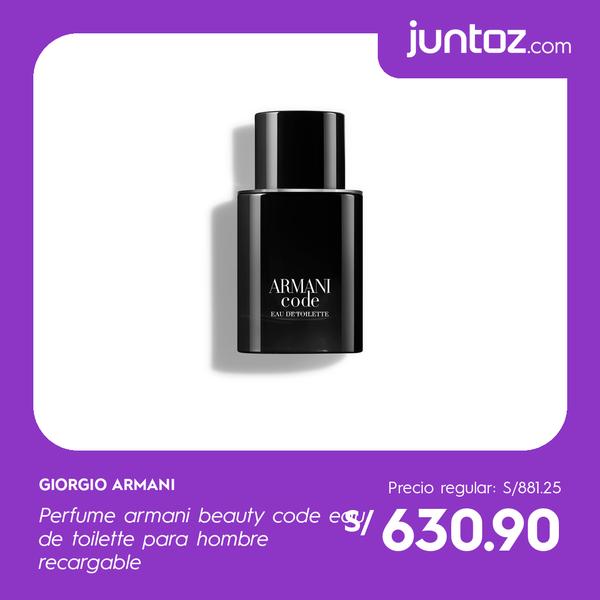 juntoz.com
ARMANI
code
EAU DE TOILETTE
GIORGIO ARMANI
Precio regular: S/881.25
Perfume armani beauty code eau
de toilette para hombre
recargable
S/ 630.90